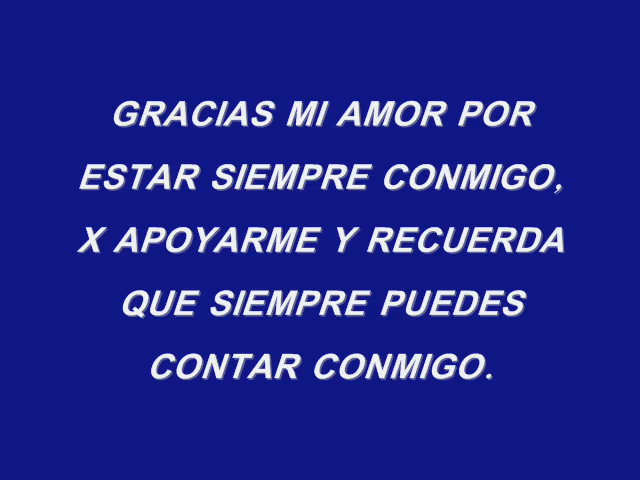 GRACIAS MI AMOR POR
ESTAR SIEMPRE CONMIGO,
X APOYARME Y RECUERDA
QUE SIEMPRE PUEDES
CONTAR CONMIGO.